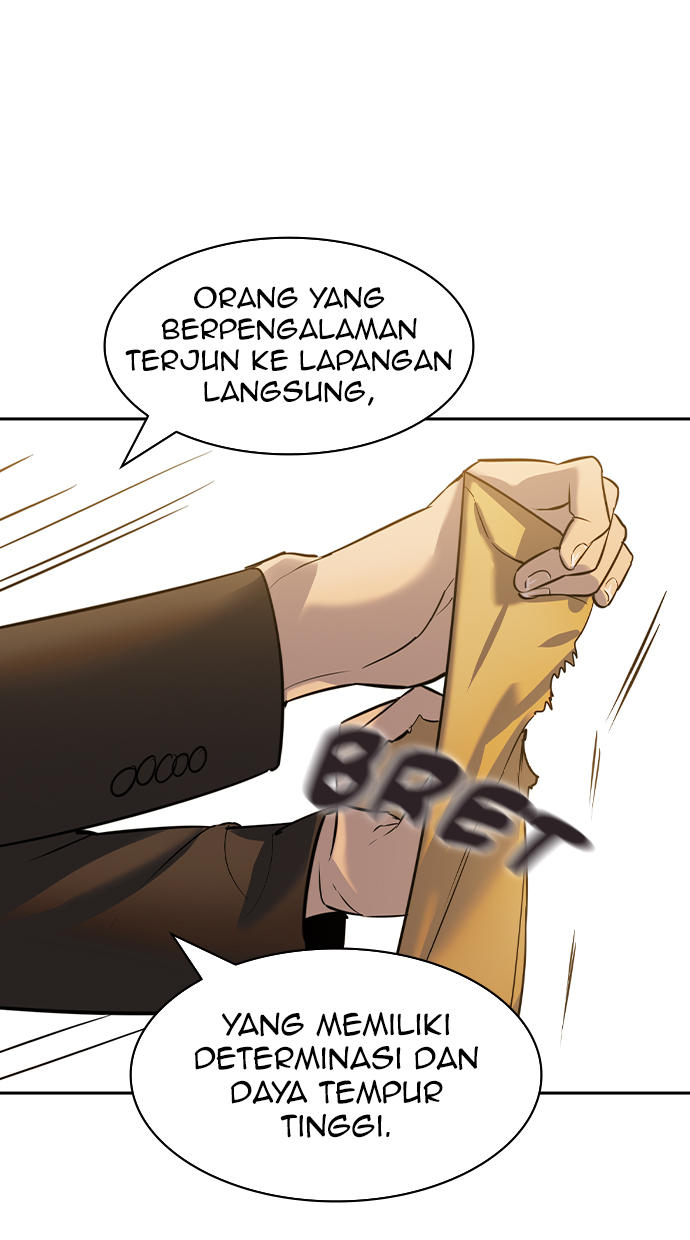 ORANG YANG
BERPENGALAMAN
TERJUN KE LAPANGAN
LANGSUNG,
BRET
YANG MEMILIKI
DETERMINASI DAN
DAYA TEMPUR
TINGGI.